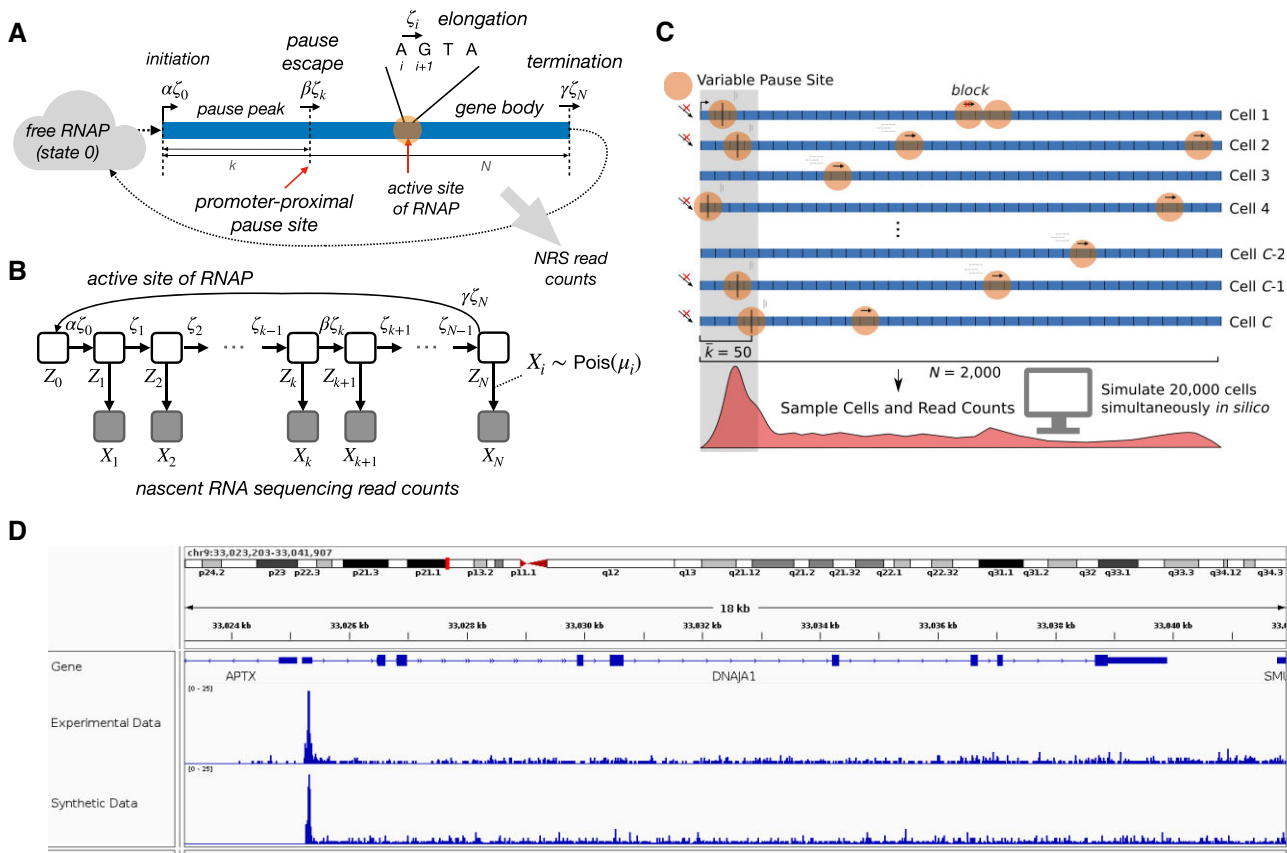 A
initiation
αζ0
pause
escape
βζk
ζi
elongation
A G T A
i i+1
termination
γζN
free RNAP
(state 0)
pause peak
gene body
k
N
promoter-proximal
pause site
active site
of RNAP
NRS read
counts
B
active site of RNAP
γζN
αζ0 ζ1 ζ2 ... ζk-1 βζk ζk+1 ... ζN-1
Z0 Z1 Z2 Zk Zk+1 ZN
Xi ~ Pois(μi)
X1 X2 Xk Xk+1 XN
nascent RNA sequencing read counts
C
Variable Pause Site
block
Cell 1
Cell 2
Cell 3
Cell 4
⋮
Cell C-2
Cell C-1
Cell C
k̅ = 50
N = 2,000
Sample Cells and Read Counts
Simulate 20,000 cells
simultaneously in silico
D
chr9:33,023,203-33,041,907
p24.2 p23 p22.3 p21.3 p21.1 p13.2 p11.1 q12 q13 q21.12 q21.2 q21.32 q22.1 q22.32 q31.1 q31.2 q32 q33.1 q33.3 q34.12 q34.3
18 kb
33,024 kb 33,026 kb 33,028 kb 33,030 kb 33,032 kb 33,034 kb 33,036 kb 33,038 kb 33,040 kb 33,0
Gene
APTX DNAJA1 SMU
[0 - 25]
Experimental Data
[0 - 25]
Synthetic Data